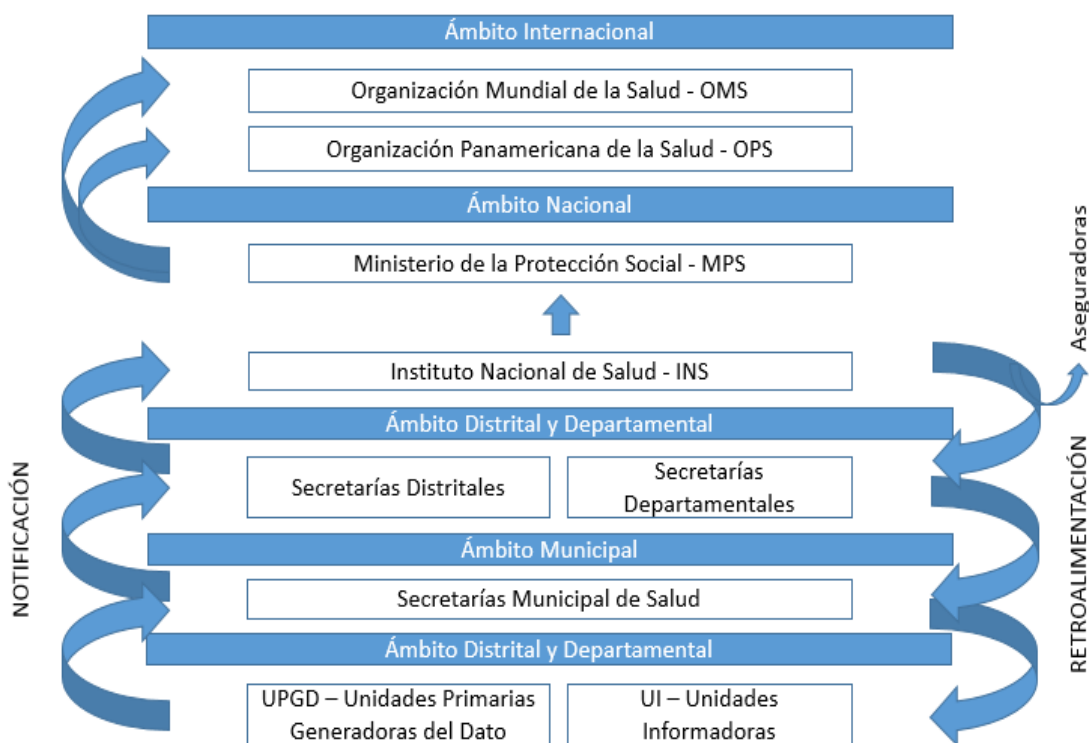 Ámbito Internacional
Organización Mundial de la Salud - OMS
Organización Panamericana de la Salud - OPS
Ámbito Nacional
Ministerio de la Protección Social - MPS
Instituto Nacional de Salud - INS
Ámbito Distrital y Departamental
Secretarías Distritales
Secretarías
Departamentales
Ámbito Municipal
Secretarías Municipal de Salud
Ámbito Distrital y Departamental
UPGD – Unidades Primarias
Generadoras del Dato
UI – Unidades
Informadoras
NOTIFICACIÓN
Aseguradoras
RETROALIMENTACIÓN